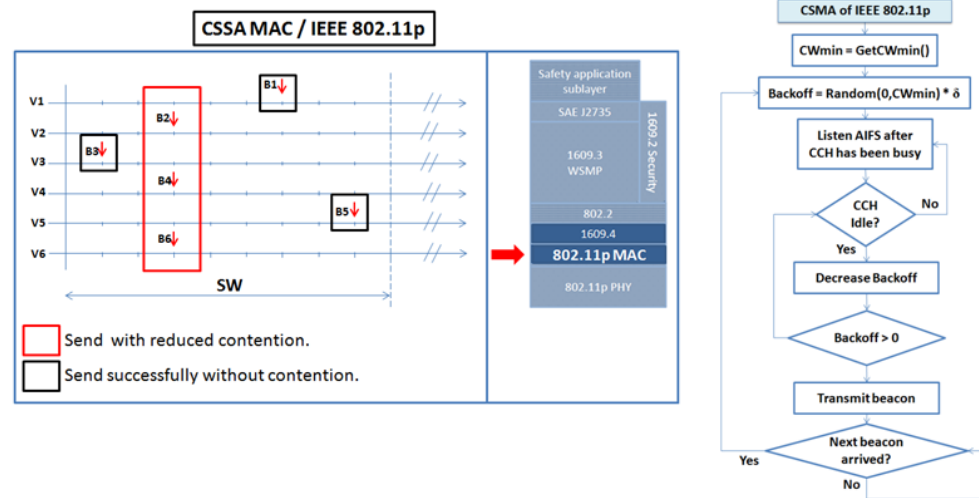 CSSA MAC / IEEE 802.11p
B1
V1
B2
V2
B3
V3
B4
V4
B5
V5
B6
V6
SW
Send with reduced contention.
Send successfully without contention.
Safety application
sublayer
SAE J2735
1609.3
WSMP
1609.2 Security
802.2
1609.4
802.11p MAC
802.11p PHY
CSMA of IEEE 802.11p
CWmin = GetCWmin()
Backoff = Random(0,CWmin) * δ
Listen AIFS after
CCH has been busy
CCH
Idle?
No
Yes
Decrease Backoff
Backoff > 0
Transmit beacon
Next beacon
arrived?
Yes
No